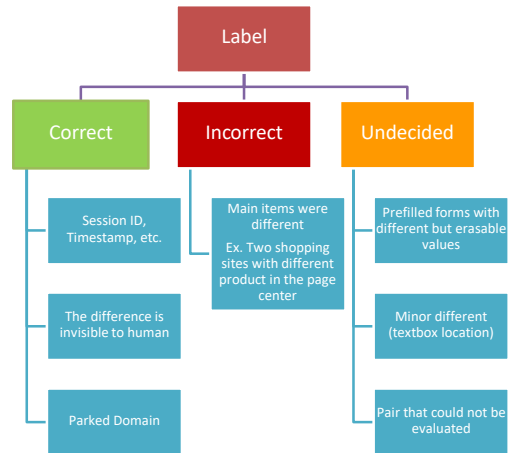 Label
Correct
Incorrect
Undecided
Session ID,
Timestamp, etc.
The difference is
invisible to human
Parked Domain
Main items were
different
Ex. Two shopping
sites with different
product in the page
center
Prefilled forms with
different but erasable
values
Minor different
(textbox location)
Pair that could not be
evaluated